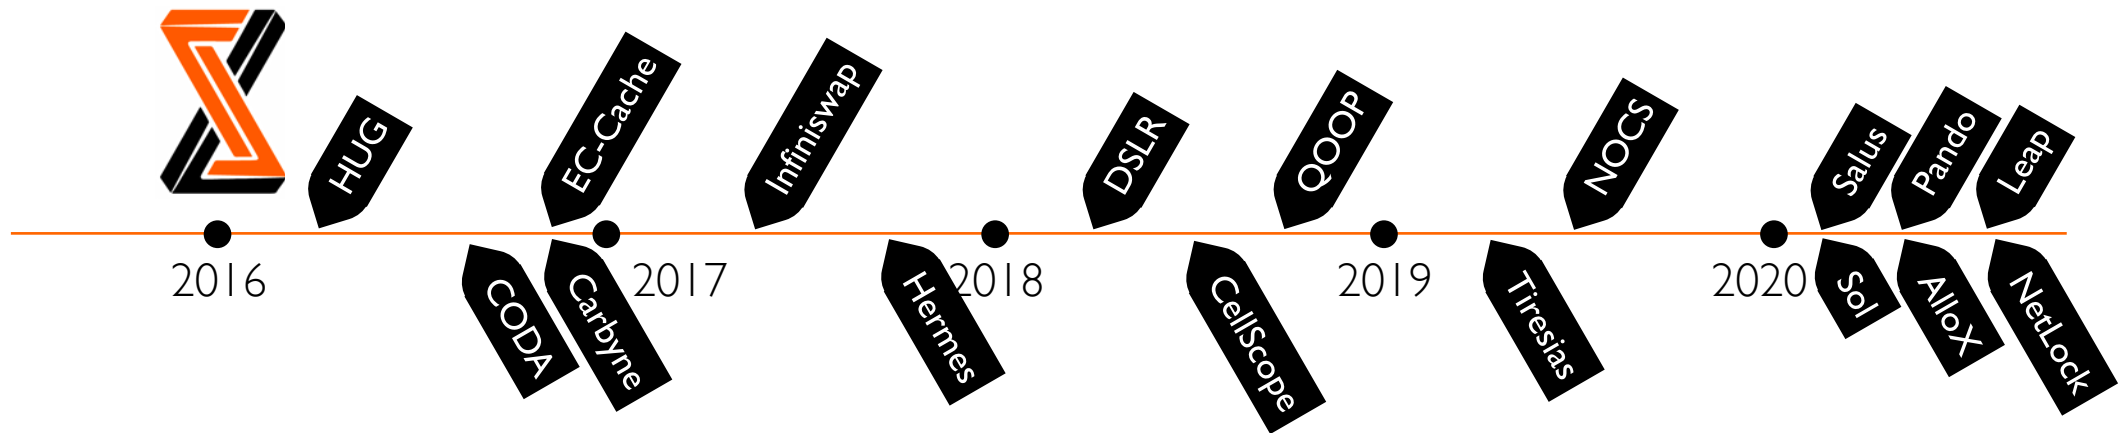 HUG
EC-Cache
Infiniswap
DSLR
QOOP
NOCS
Salus
Pando
Leap
2016
2017
2018
2019
2020
CODA
Carbyne
Hermes
CellScope
Tiresias
Sol
AlloX
NetLock